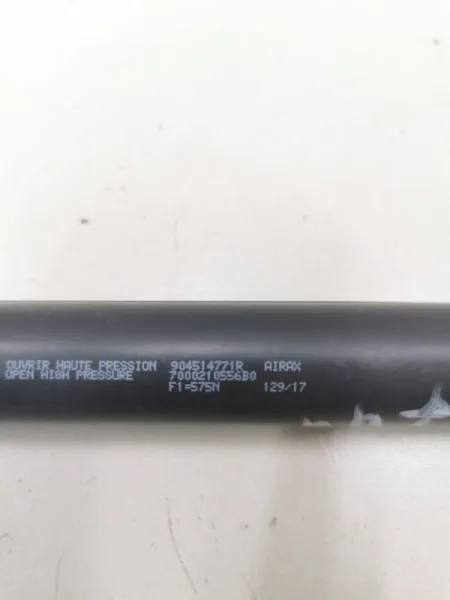 OUVRIR HAUTE PRESSION 904514771R AIRAX
OPEN HIGH PRESSURE 7000210556B0
F1=575N 129/17